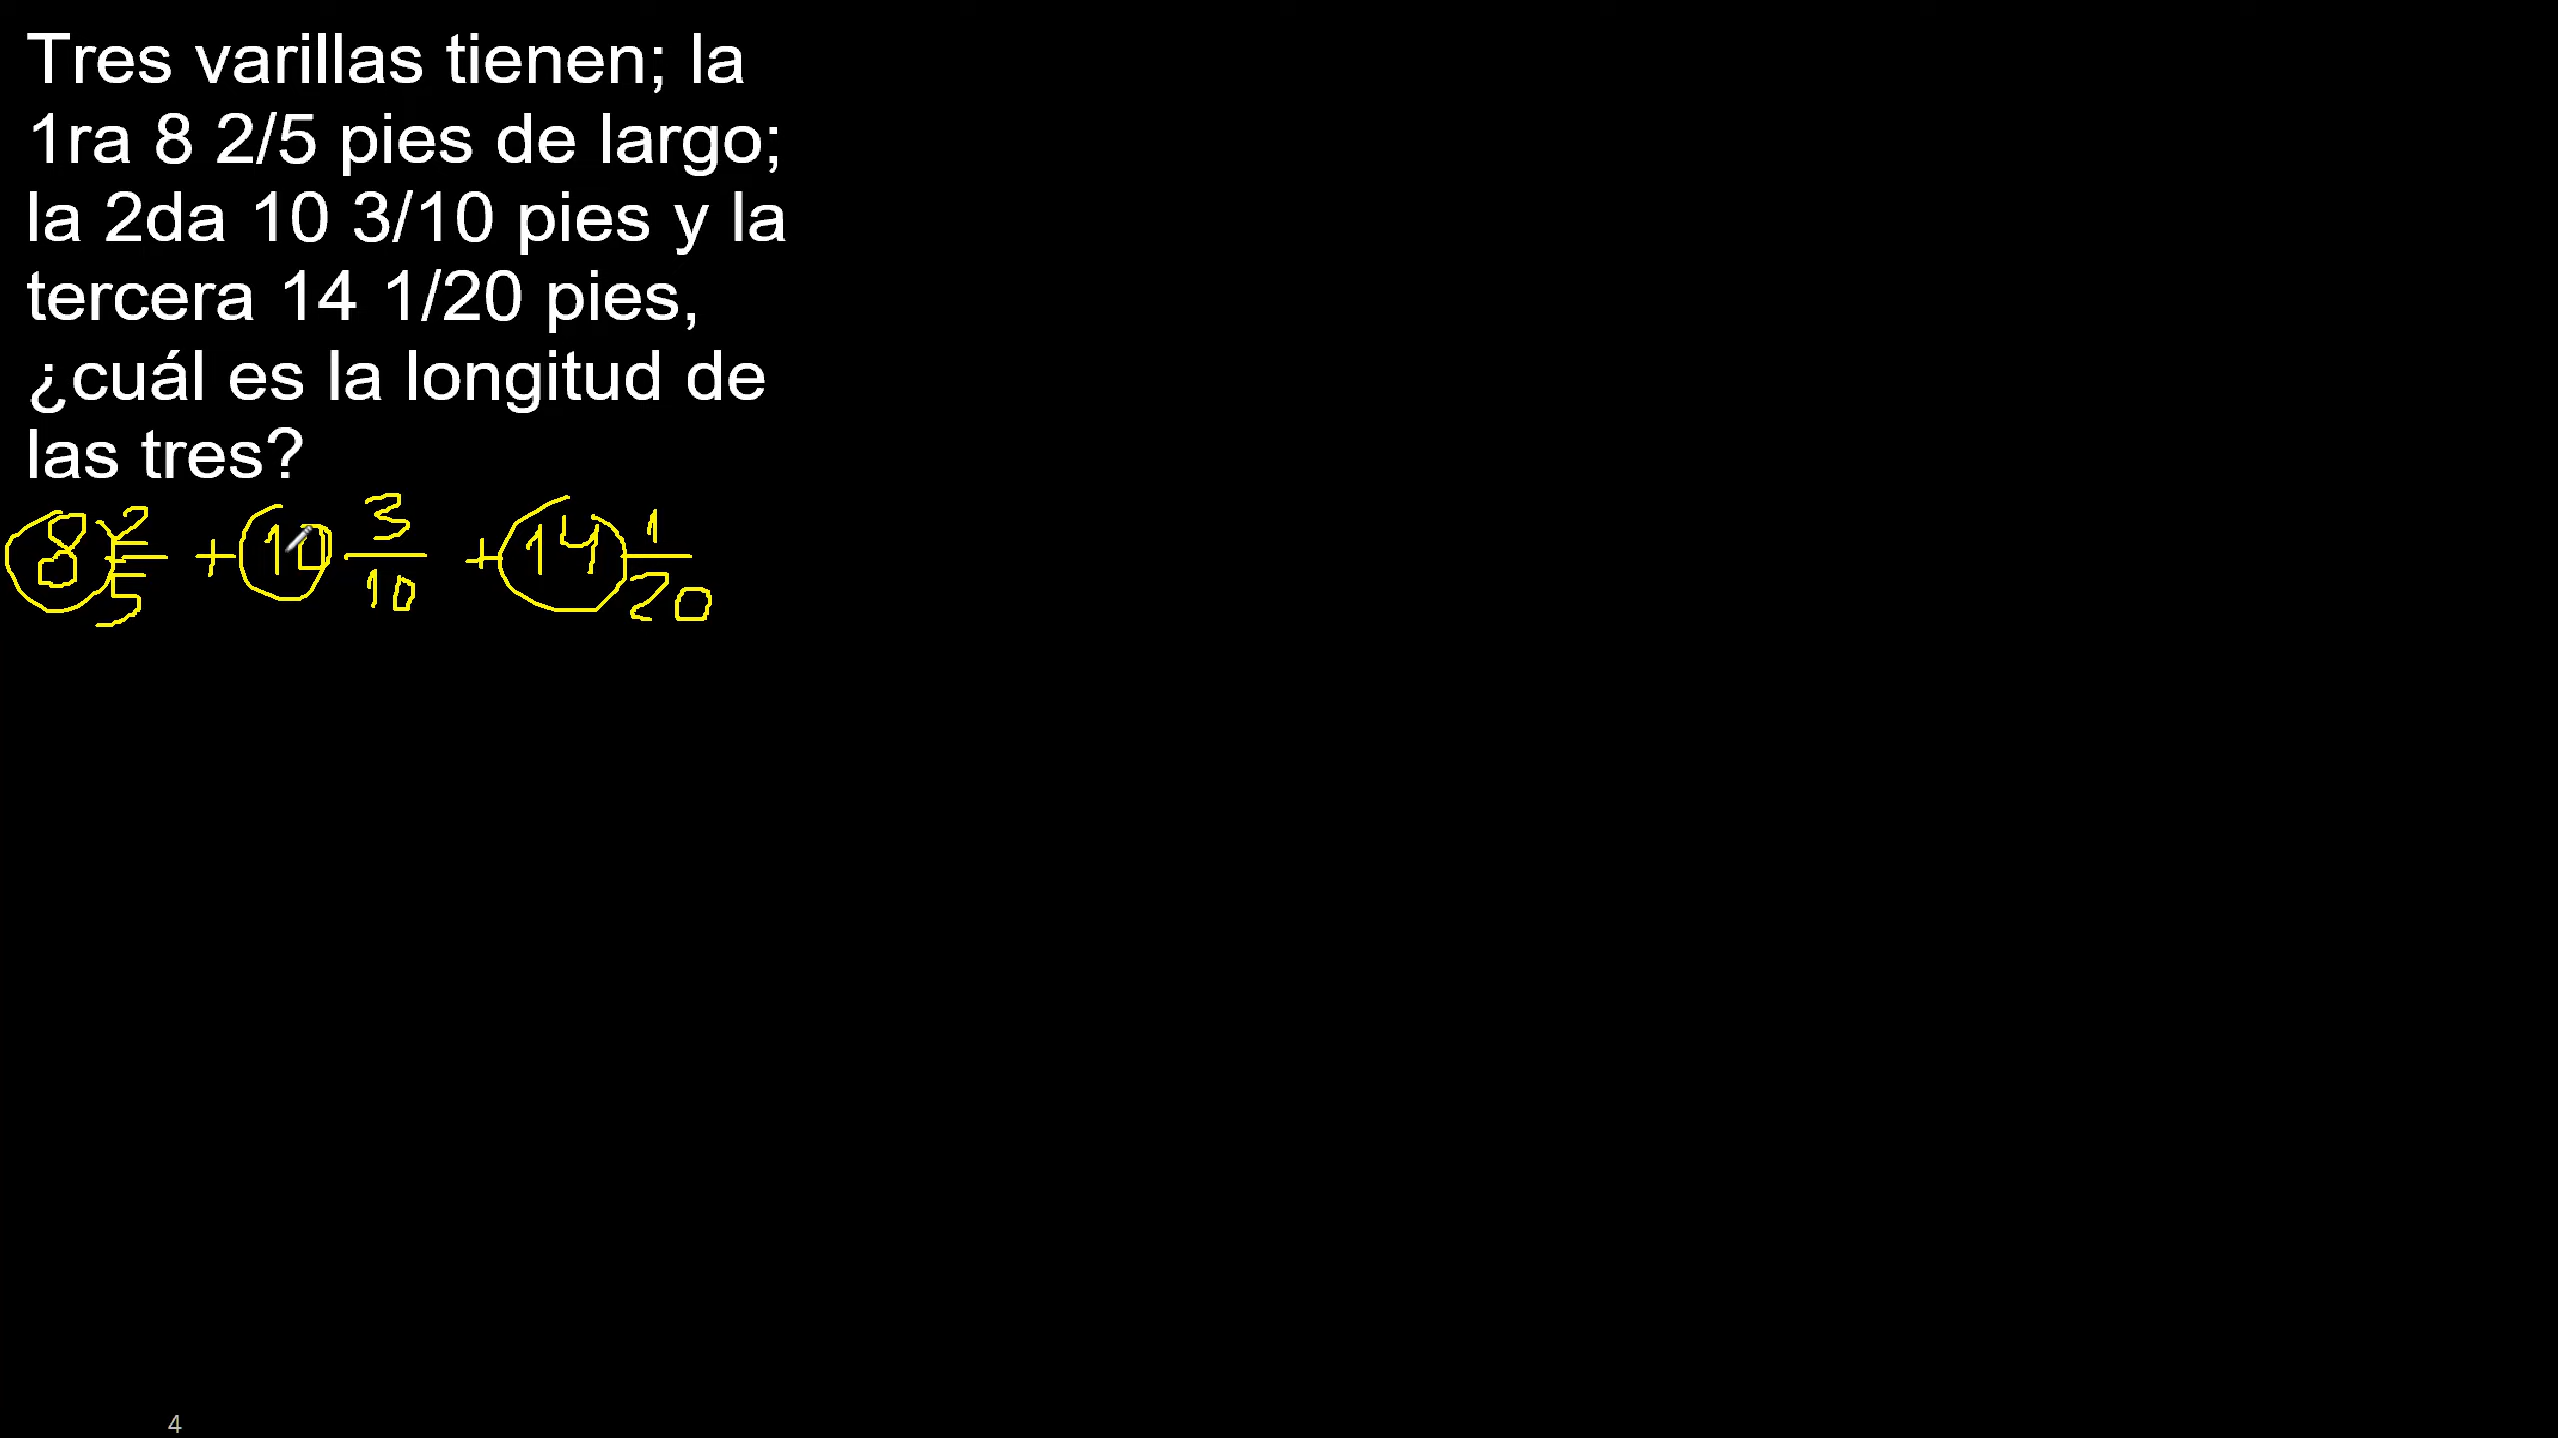 Tres varillas tienen; la
1ra 8 2/5 pies de largo;
la 2da 10 3/10 pies y la
tercera 14 1/20 pies,
¿cuál es la longitud de
las tres?
8 2/5 + 10 3/10 + 14 1/20
4